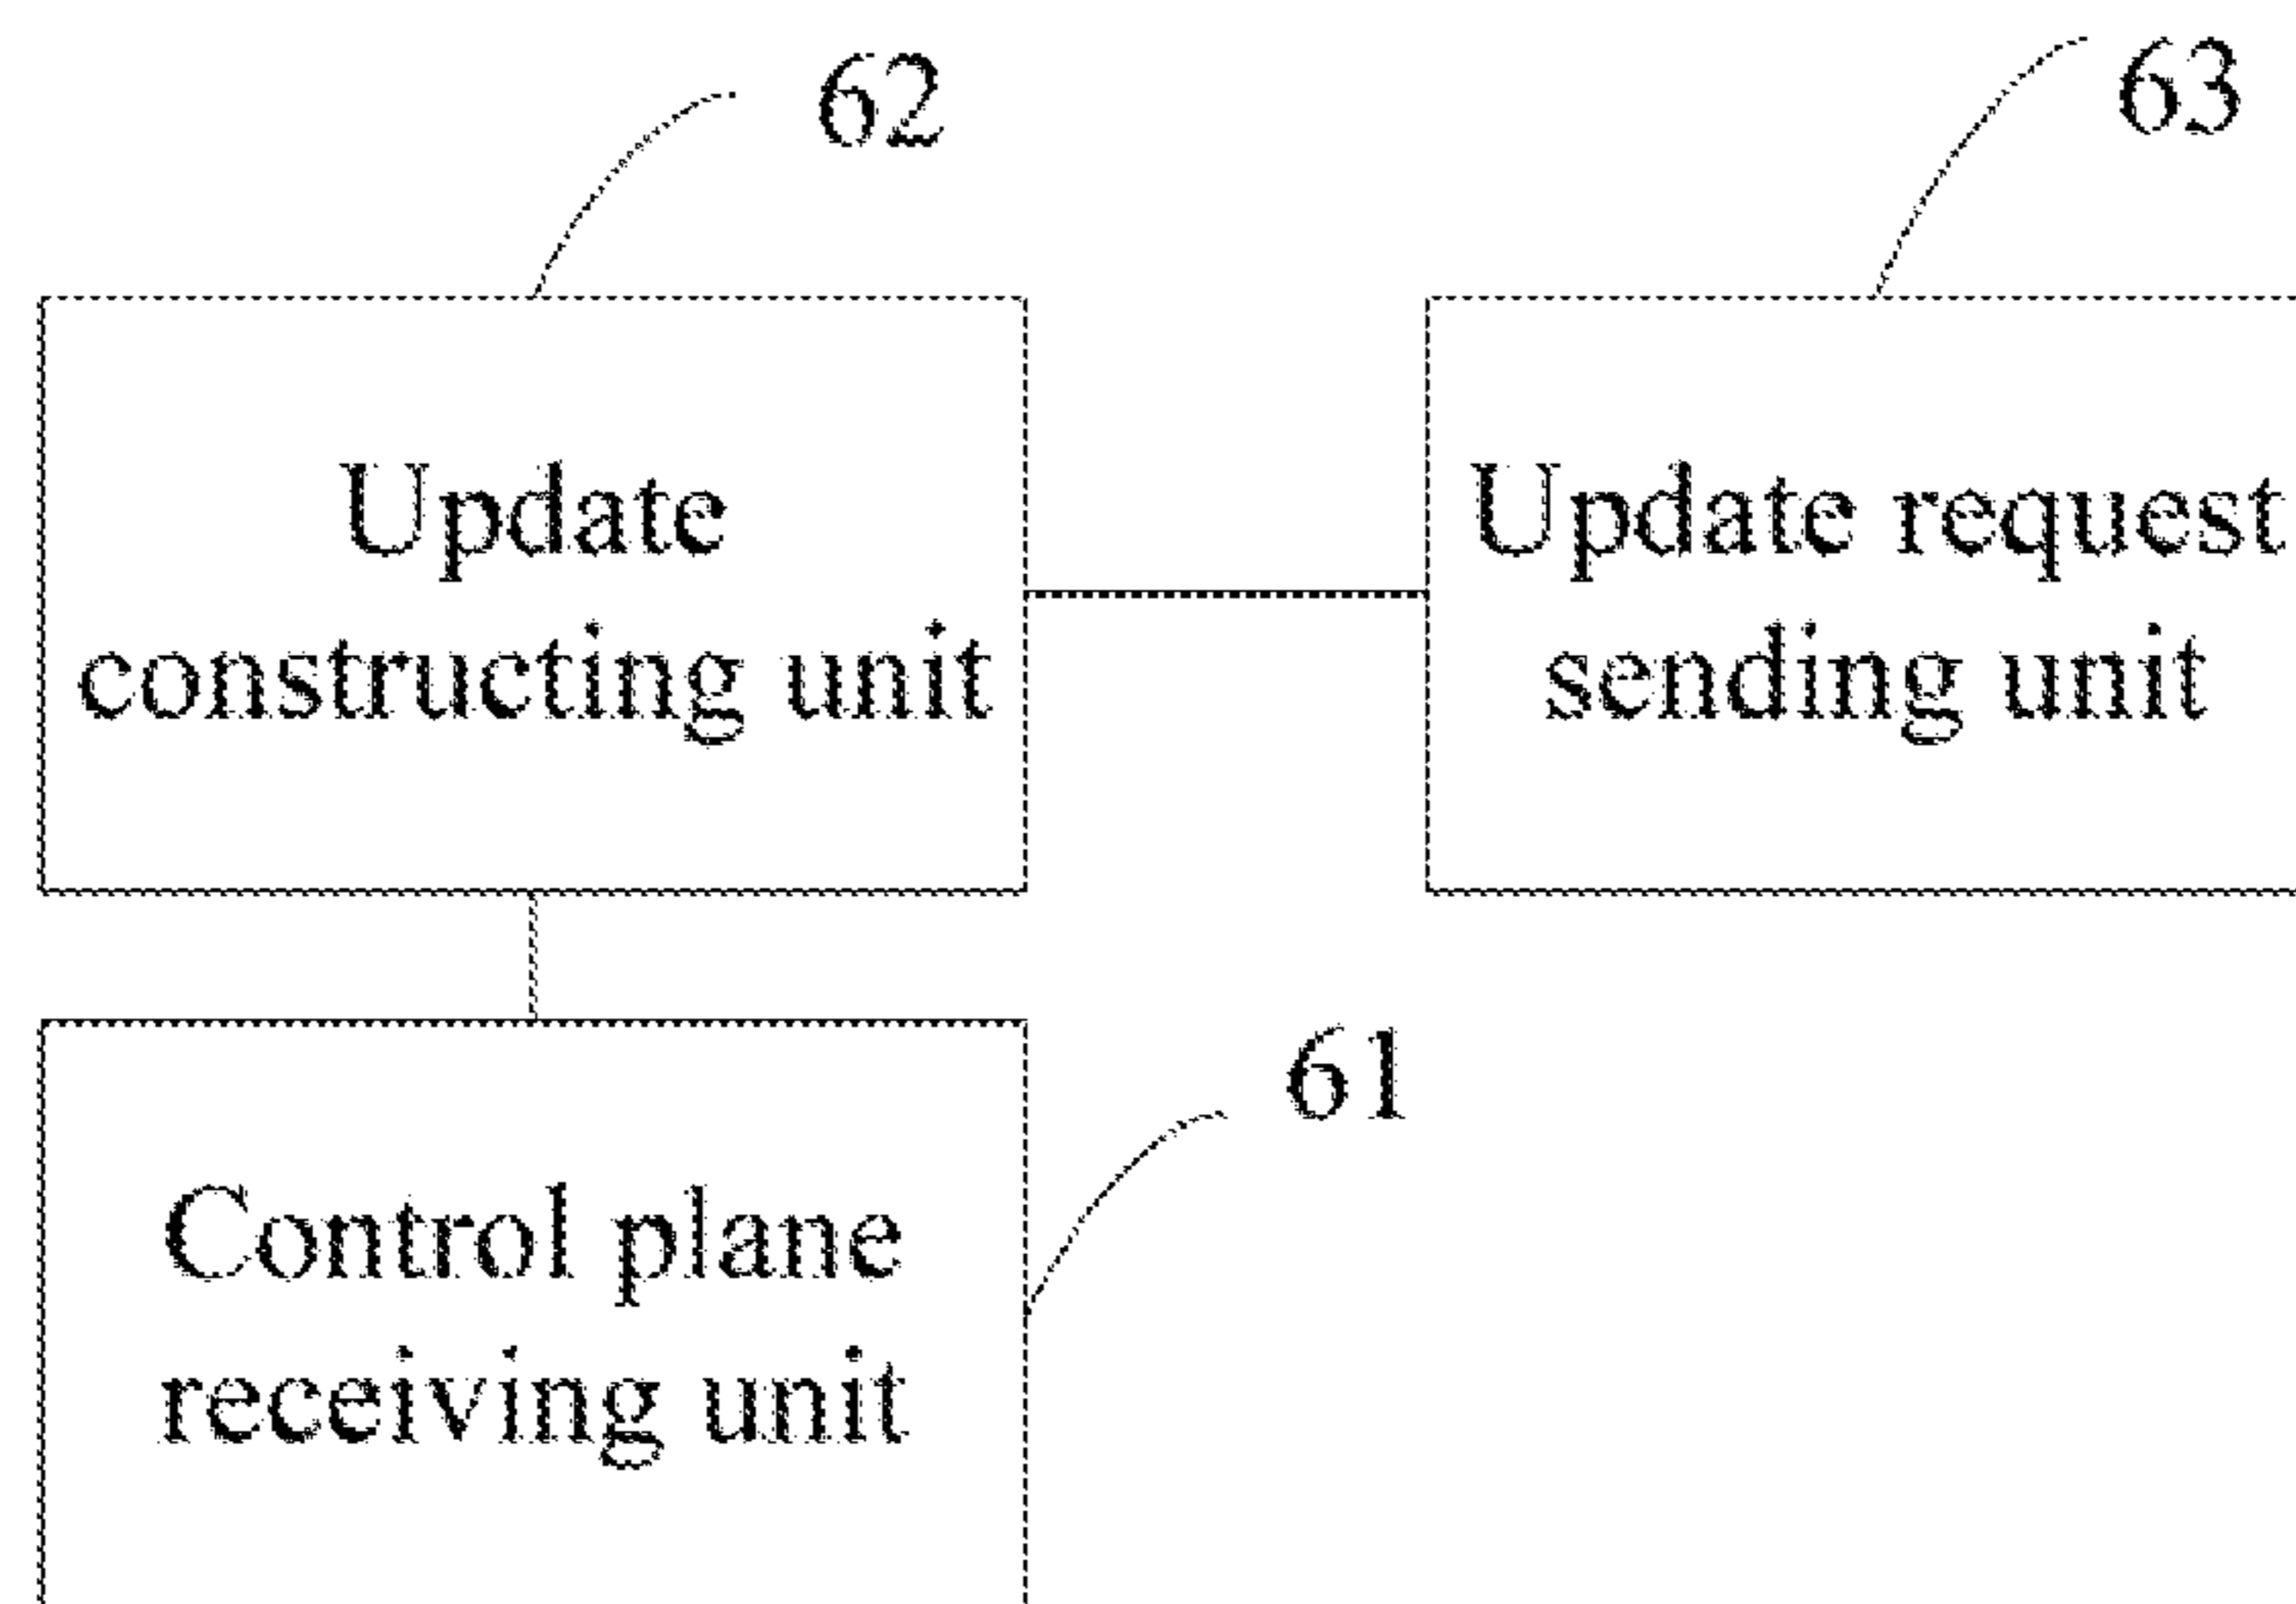 62
63
Update
constructing unit
Update request
sending unit
61
Control plane
receiving unit